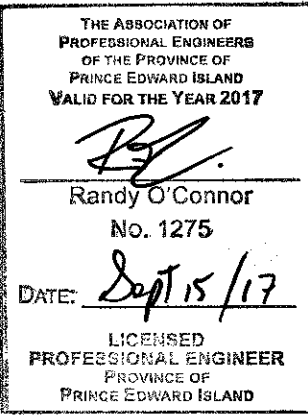 THE ASSOCIATION OF
PROFESSIONAL ENGINEERS
OF THE PROVINCE OF
PRINCE EDWARD ISLAND
VALID FOR THE YEAR 2017
Randy O'Connor
No. 1275
DATE: Sept 15/17
LICENSED
PROFESSIONAL ENGINEER
PROVINCE OF
PRINCE EDWARD ISLAND